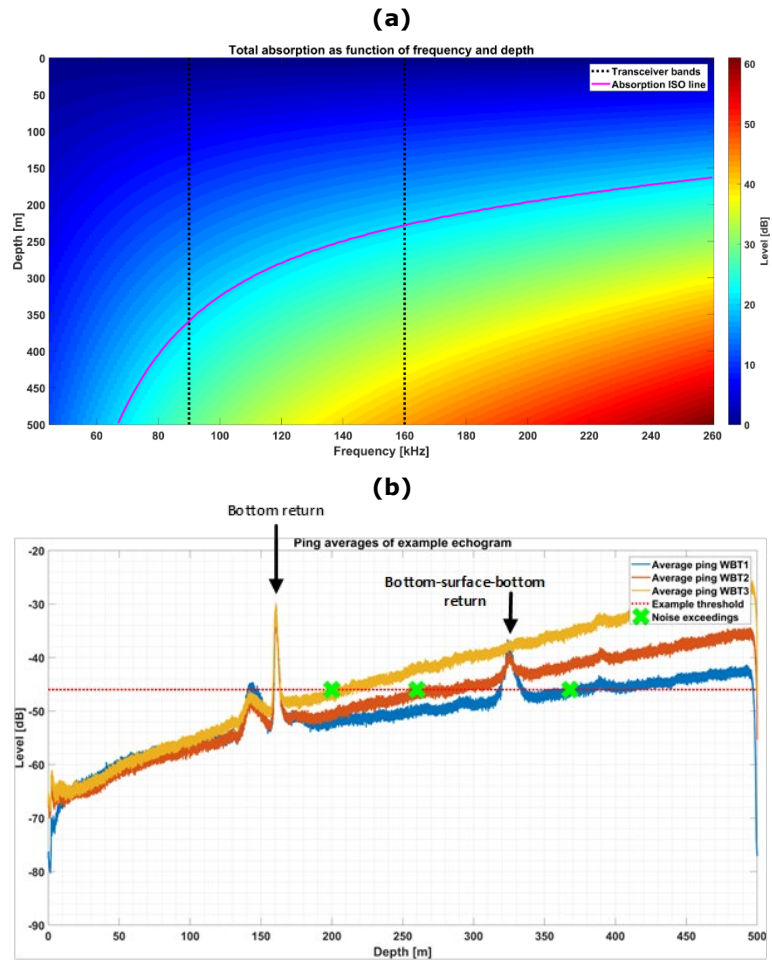 (a)
Total absorption as function of frequency and depth
Transceiver bands
Absorption ISO line
0
50
100
150
200
250
300
350
400
450
500
Depth [m]
60 80 100 120 140 160 180 200 220 240 260
Frequency [kHz]
60
50
40
30
20
10
0
Level [dB]
(b)
Bottom return
Ping averages of example echogram
Bottom-surface-bottom
return
Average ping WBT1
Average ping WBT2
Average ping WBT3
Example threshold
Noise exceedings
-20
-30
-40
-50
-60
-70
-80
-90
Level [dB]
0 50 100 150 200 250 300 350 400 450 500
Depth [m]